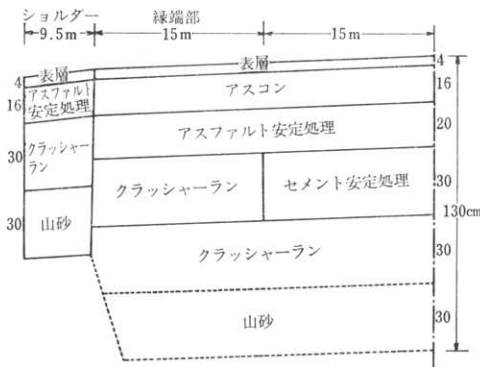 ショルダー
縁端部
9.5m
15m
15m
4
表層
表層
4
16
アスファルト
安定処理
アスコン
16
アスファルト安定処理
20
30
クラッシャー
ラン
クラッシャーラン
セメント安定処理
30
130cm
30
山砂
クラッシャーラン
30
山砂
30